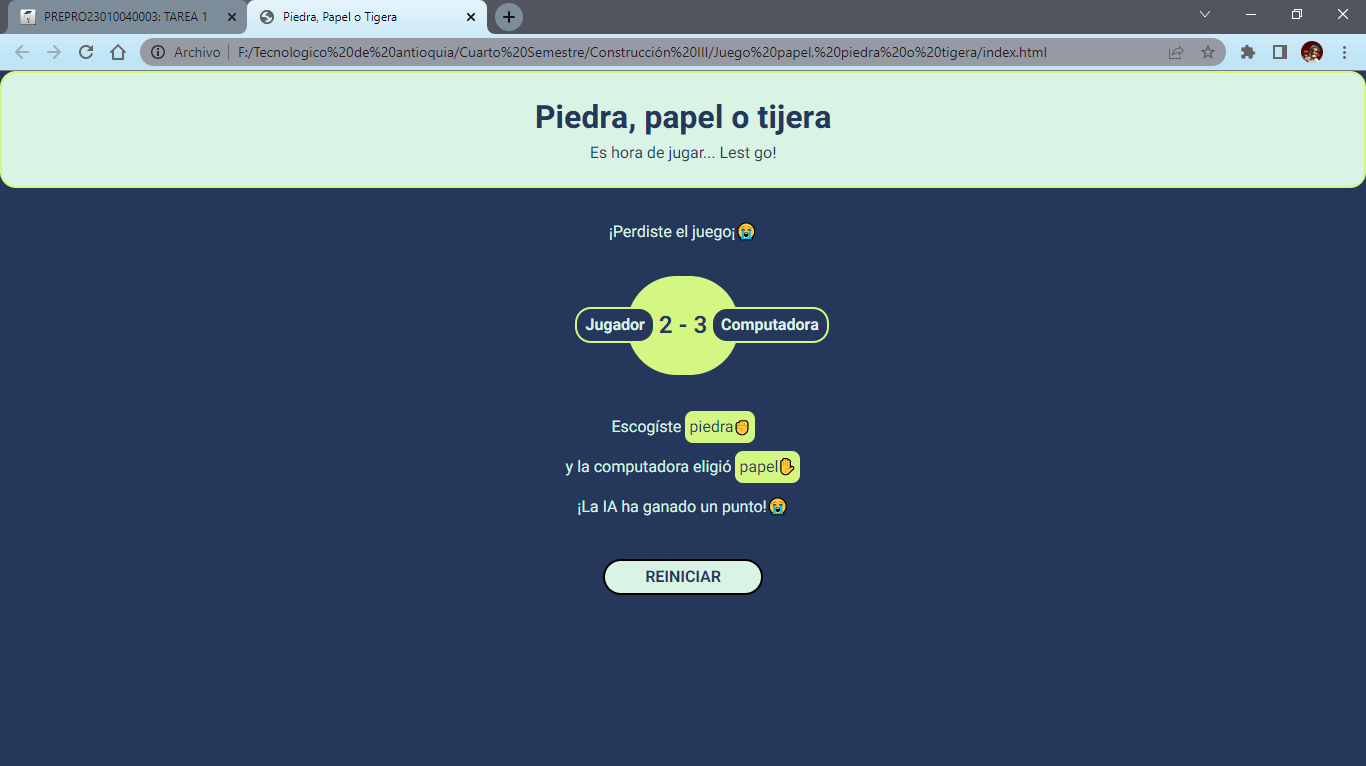 PREPRO23010040003: TAREA 1
Piedra, Papel o Tigera
Archivo | F:/Tecnologico%20de%20antioquia/Cuarto%20Semestre/Construcción%20III/Juego%20papel,%20piedra%20o%20tigera/index.html
Piedra, papel o tijera
Es hora de jugar... Lest go!
¡Perdiste el juego¡😭
Jugador 2 - 3 Computadora
Escogíste piedra✊
y la computadora eligió papel✋
¡La IA ha ganado un punto!😭
REINICIAR